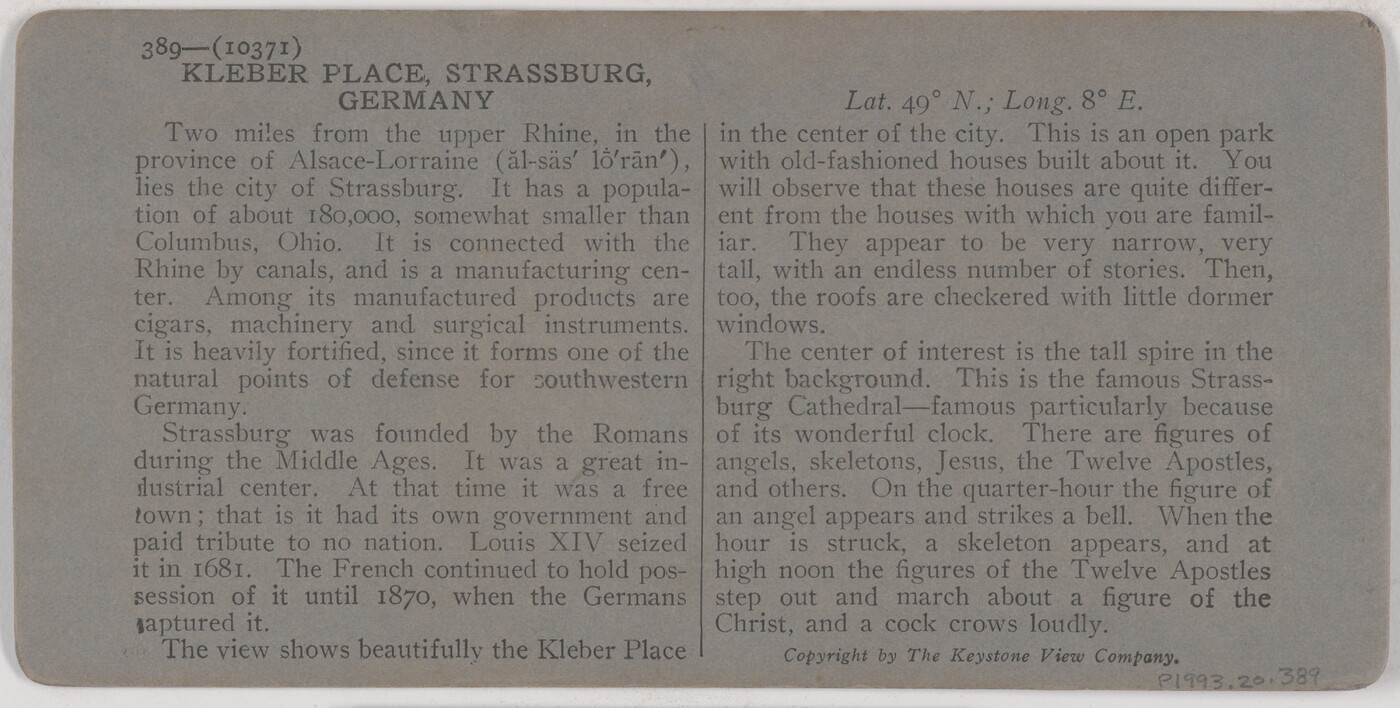 389—(10371)
KLEBER PLACE, STRASSBURG,
GERMANY
Two miles from the upper Rhine, in the
province of Alsace-Lorraine (ăl-säs′ lō′rān′),
lies the city of Strassburg. It has a popula-
tion of about 180,000, somewhat smaller than
Columbus, Ohio. It is connected with the
Rhine by canals, and is a manufacturing cen-
ter. Among its manufactured products are
cigars, machinery and surgical instruments.
It is heavily fortified, since it forms one of the
natural points of defense for southwestern
Germany.
Strassburg was founded by the Romans
during the Middle Ages. It was a great in-
dustrial center. At that time it was a free
town; that is it had its own government and
paid tribute to no nation. Louis XIV seized
it in 1681. The French continued to hold pos-
session of it until 1870, when the Germans
captured it.
The view shows beautifully the Kleber Place
Lat. 49° N.; Long. 8° E.
in the center of the city. This is an open park
with old-fashioned houses built about it. You
will observe that these houses are quite differ-
ent from the houses with which you are famil-
iar. They appear to be very narrow, very
tall, with an endless number of stories. Then,
too, the roofs are checkered with little dormer
windows.
The center of interest is the tall spire in the
right background. This is the famous Strass-
burg Cathedral—famous particularly because
of its wonderful clock. There are figures of
angels, skeletons, Jesus, the Twelve Apostles,
and others. On the quarter-hour the figure of
an angel appears and strikes a bell. When the
hour is struck, a skeleton appears, and at
high noon the figures of the Twelve Apostles
step out and march about a figure of the
Christ, and a cock crows loudly.
Copyright by The Keystone View Company.
P1993.20.389